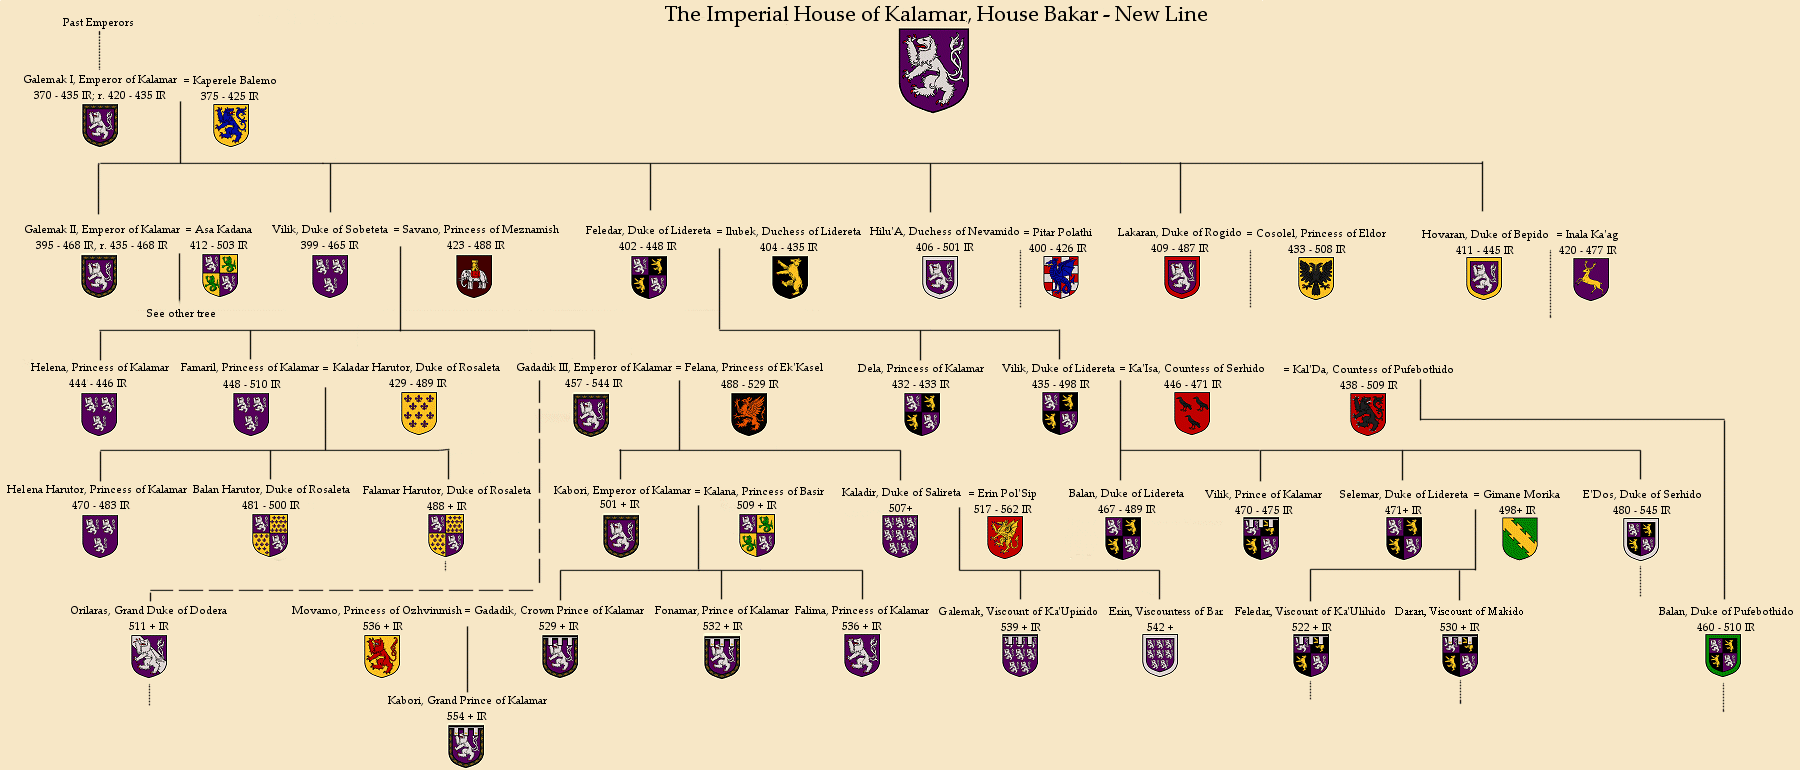 The Imperial House of Kalamar, House Bakar - New Line
Past Emperors
Galemak I, Emperor of Kalamar = Kaperele Balemo
370 - 435 IR; r. 420 - 435 IR 375 - 425 IR
Galemak II, Emperor of Kalamar = Asa Kadana Vilik, Duke of Sobeteta = Savano, Princess of Meznamish Feledar, Duke of Lidereta = Ilubek, Duchess of Lidereta Hilu'A, Duchess of Nevamido = Pitar Polathi Lakaran, Duke of Rogido = Cosolel, Princess of Eldor Hovaran, Duke of Bepido = Inala Ka'ag
395 - 468 IR, r. 435 - 468 IR 412 - 503 IR 399 - 465 IR 423 - 488 IR 402 - 448 IR 404 - 435 IR 406 - 501 IR 400 - 426 IR 409 - 487 IR 433 - 508 IR 411 - 445 IR 420 - 477 IR
See other tree
Helena, Princess of Kalamar Famaril, Princess of Kalamar = Kaladar Harutor, Duke of Rosaleta Gadadik III, Emperor of Kalamar = Felana, Princess of Ek'Kasel Dela, Princess of Kalamar Vilik, Duke of Lidereta = Ka'Isa, Countess of Serhido = Kal'Da, Countess of Pufebothido
444 - 446 IR 448 - 510 IR 429 - 489 IR 457 - 544 IR 488 - 529 IR 432 - 433 IR 435 - 498 IR 446 - 471 IR 438 - 509 IR
Helena Harutor, Princess of Kalamar Balan Harutor, Duke of Rosaleta Falamar Harutor, Duke of Rosaleta Kabori, Emperor of Kalamar = Kalana, Princess of Basir Kaladir, Duke of Salireta = Erin Pol'Sip Balan, Duke of Lidereta Vilik, Prince of Kalamar Selemar, Duke of Lidereta = Gimane Morika E'Dos, Duke of Serhido
470 - 483 IR 481 - 500 IR 488 + IR 501 + IR 509 + IR 507+ 517 - 562 IR 467 - 489 IR 470 - 475 IR 471+ IR 498+ IR 480 - 545 IR
Orilaras, Grand Duke of Dodera Movamo, Princess of Ozhvinmish = Gadadik, Crown Prince of Kalamar Fonamar, Prince of Kalamar Falima, Princess of Kalamar Galemak, Viscount of Ka'Upirido Erin, Viscountess of Bar Feledar, Viscount of Ka'Ulihido Daran, Viscount of Makido Balan, Duke of Pufebothido
511 + IR 536 + IR 529 + IR 532 + IR 536 + IR 539 + IR 542 + 522 + IR 530 + IR 460 - 510 IR
Kabori, Grand Prince of Kalamar
554 + IR